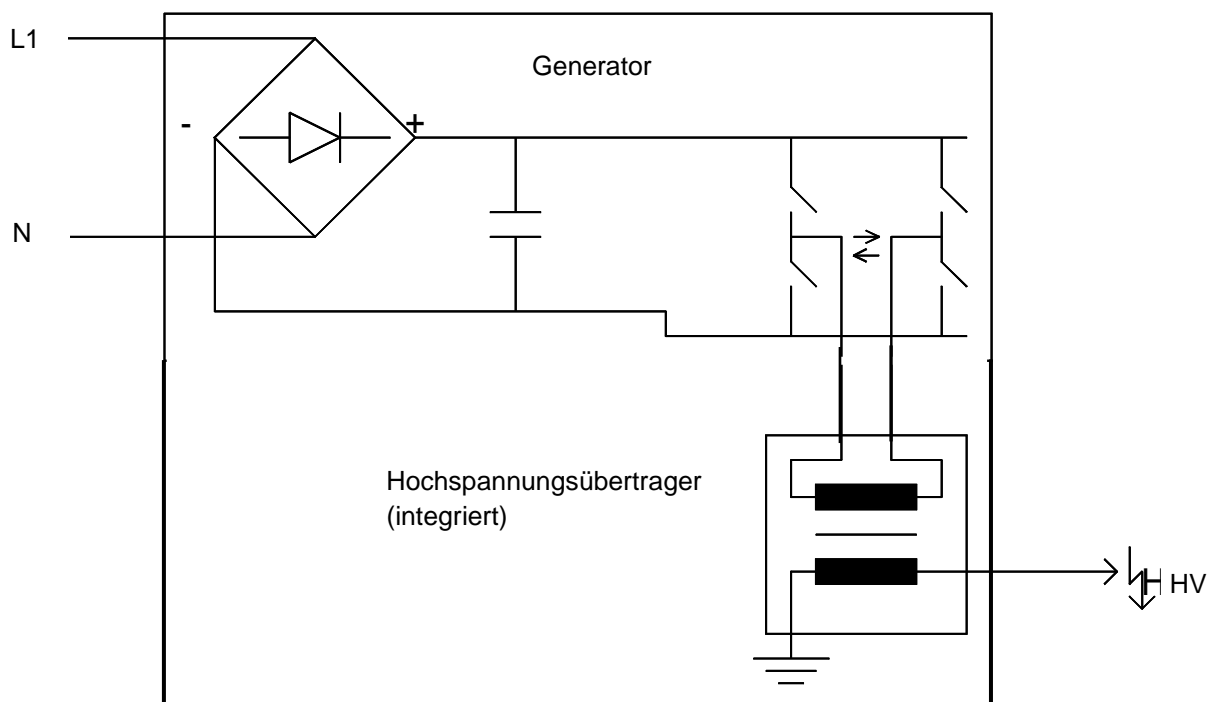 L1
Generator
- +
N
Hochspannungsübertrager
(integriert)
HV